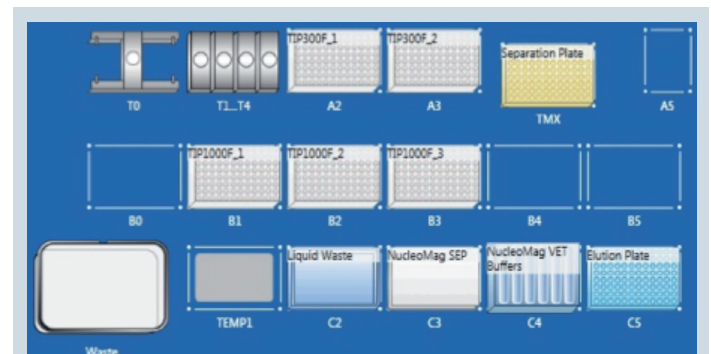 TIP300F_1
TIP300F_2
Separation Plate
T0
T1...T4
A2
A3
TMX
A5
TIP1000F_1
TIP1000F_2
TIP1000F_3
B0
B1
B2
B3
B4
B5
Liquid Waste
NucleoMag SEP
NucleoMag VET
Buffers
Elution Plate
TEMP1
C2
C3
C4
C5
Waste